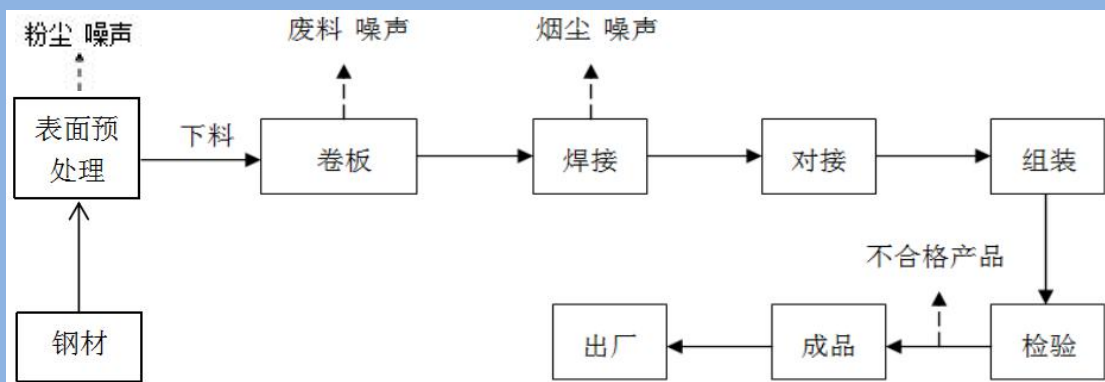 粉尘 噪声
废料 噪声
烟尘 噪声
表面预
处理
下料
卷板
焊接
对接
组装
不合格产品
钢材
出厂
成品
检验